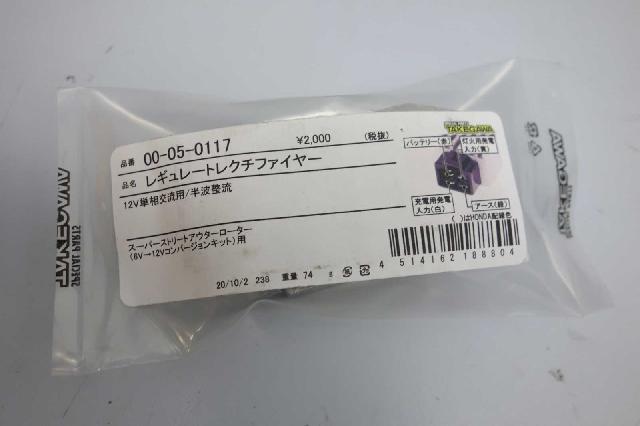 品番 00-05-0117 ¥2,000 (税抜)
品名 レギュレートレクチファイヤー
12V単相交流用/半波整流
スーパーストリートアウターローター
(6V→12Vコンバージョンキット)用
20/10/2 238 重量 74 g
TAKEGAWA
バッテリー(赤) 灯火用発電
入力(黄)
充電用発電
入力(白) アース(緑)
( )はHONDA配線色
4 514162 188804
TAKEGAWA